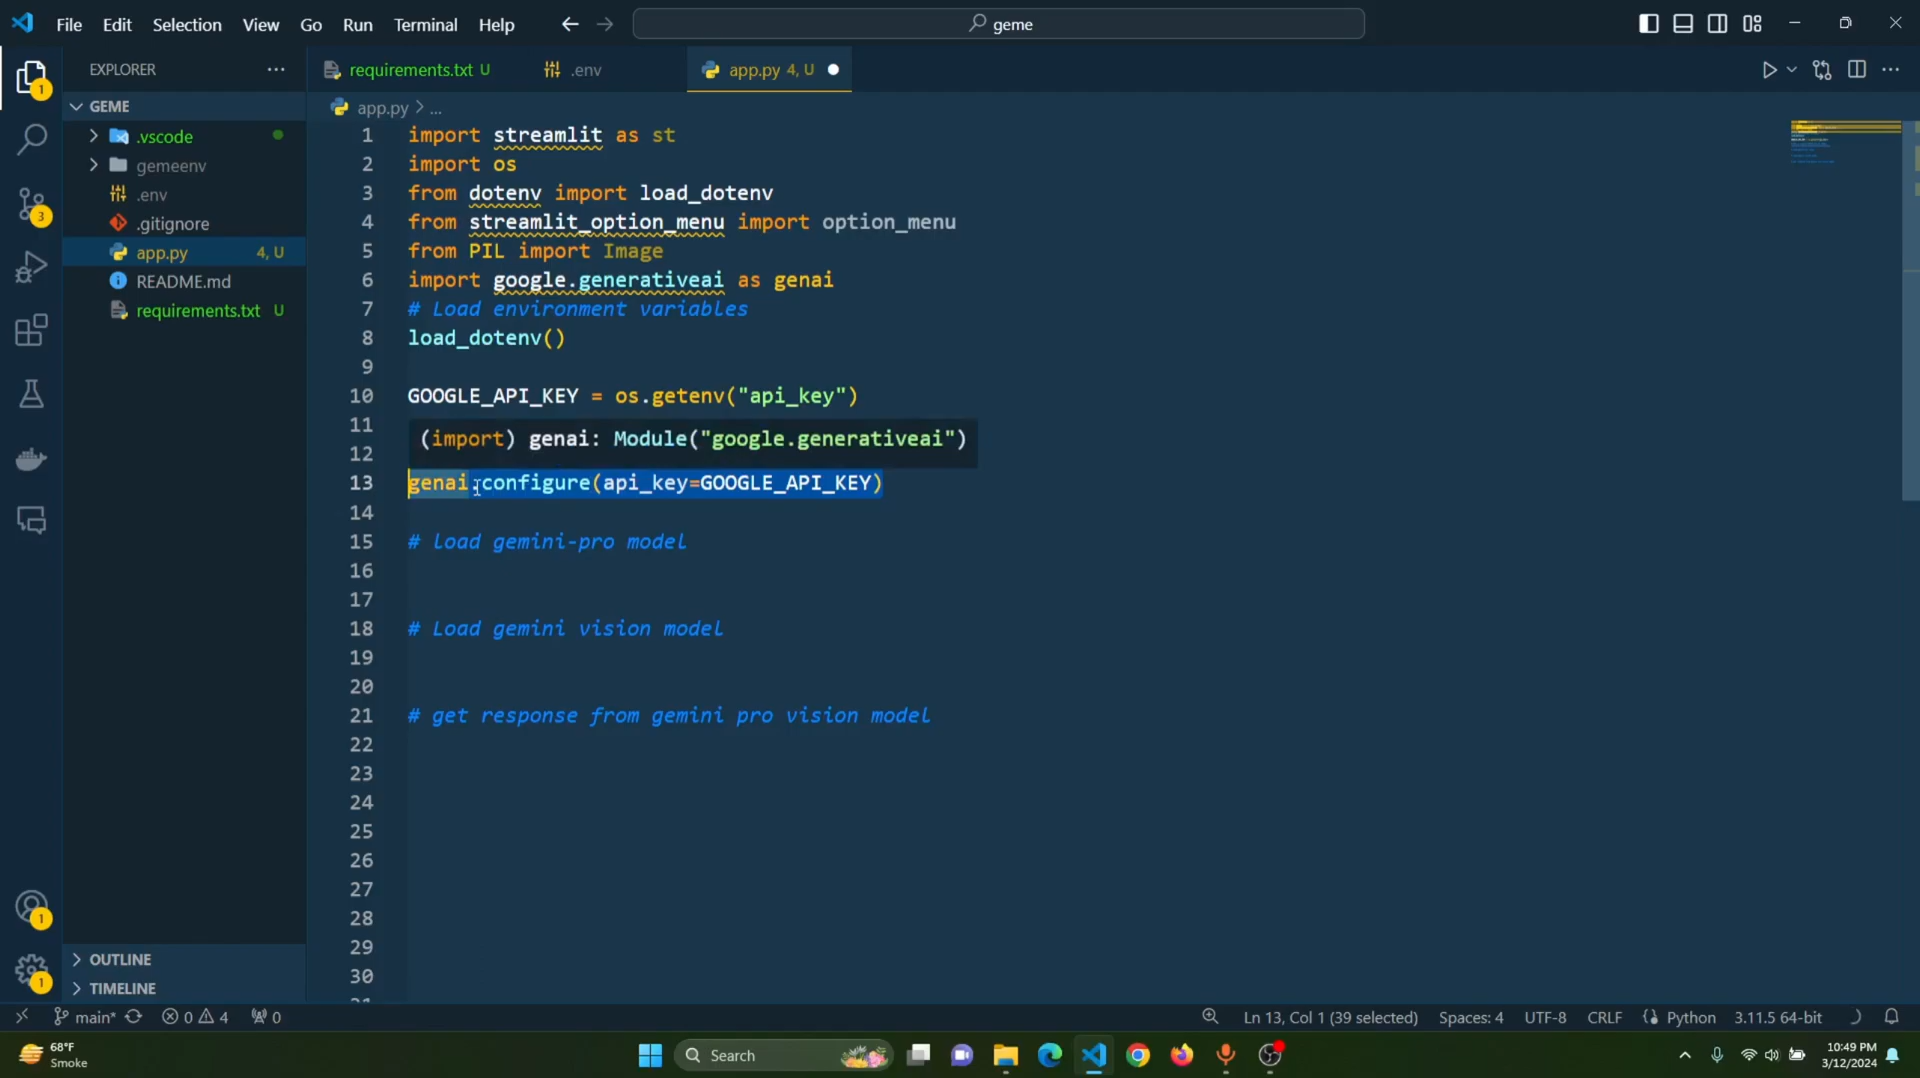 File Edit Selection View Go Run Terminal Help
geme
EXPLORER
requirements.txt U
.env
app.py 4, U
GEME
app.py > ...
.vscode
gemeenv
.env
.gitignore
app.py 4, U
README.md
requirements.txt U
1 import streamlit as st
2 import os
3 from dotenv import load_dotenv
4 from streamlit_option_menu import option_menu
5 from PIL import Image
6 import google.generativeai as genai
7 # Load environment variables
8 load_dotenv()
9
10 GOOGLE_API_KEY = os.getenv("api_key")
11
(import) genai: Module("google.generativeai")
12
13 genai.configure(api_key=GOOGLE_API_KEY)
14
15 # load gemini-pro model
16
17
18 # Load gemini vision model
19
20
21 # get response from gemini pro vision model
22
23
24
25
26
27
28
29
30
OUTLINE
TIMELINE
1
3
1
1
main* 0 4 0
Ln 13, Col 1 (39 selected) Spaces: 4 UTF-8 CRLF Python 3.11.5 64-bit
68°F
Smoke
Search
10:49 PM
3/12/2024